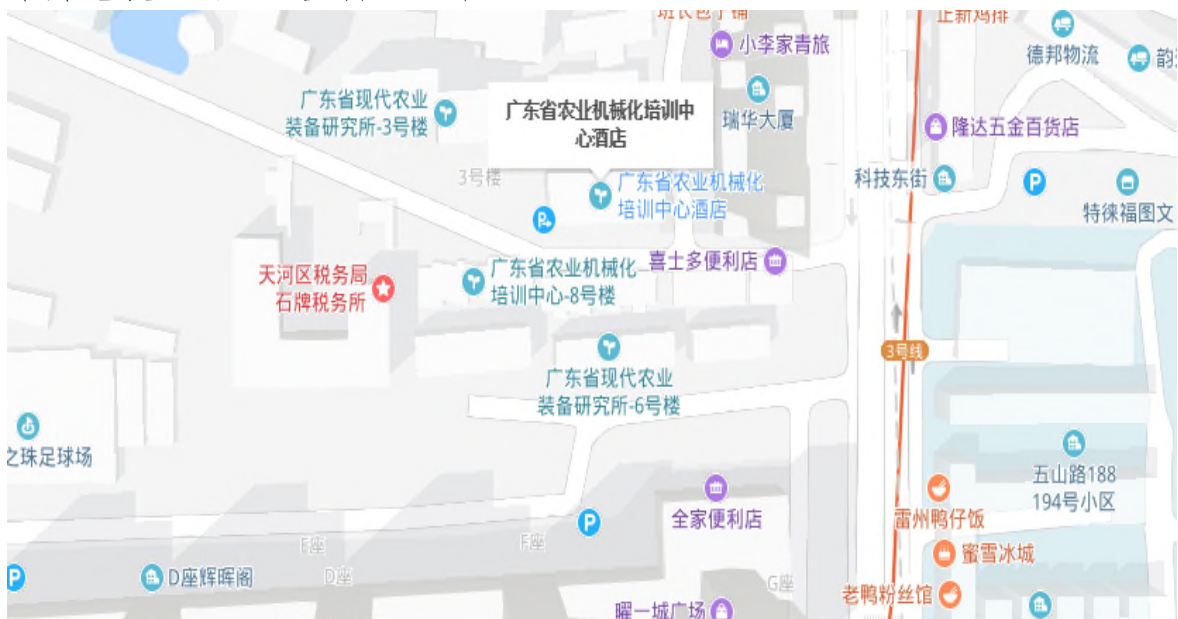 班长包子铺
正新鸡排
小李家青旅
德邦物流
广东省现代农业
装备研究所-3号楼
广东省农业机械化培训中
心酒店
瑞华大厦
隆达五金百货店
3号楼
广东省农业机械化
培训中心酒店
科技东街
P
特徕福图文
P
天河区税务局
石牌税务所
广东省农业机械化
培训中心-8号楼
喜士多便利店
3号线
广东省现代农业
装备研究所-6号楼
之珠足球场
五山路188
194号小区
全家便利店
P
雷州鸭仔饭
F座
E座
蜜雪冰城
P
D座辉晖阁
D座
G座
老鸭粉丝馆
曜一城广场